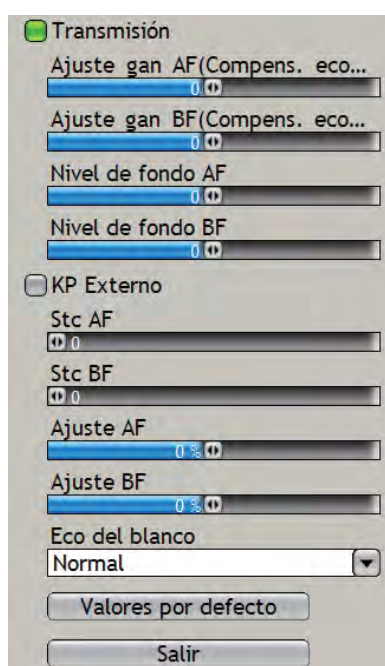 Transmisión
Ajuste gan AF(Compens. eco...
0
Ajuste gan BF(Compens. eco...
0
Nivel de fondo AF
0
Nivel de fondo BF
0
KP Externo
Stc AF
0
Stc BF
0
Ajuste AF
0 %
Ajuste BF
0 %
Eco del blanco
Normal
Valores por defecto
Salir